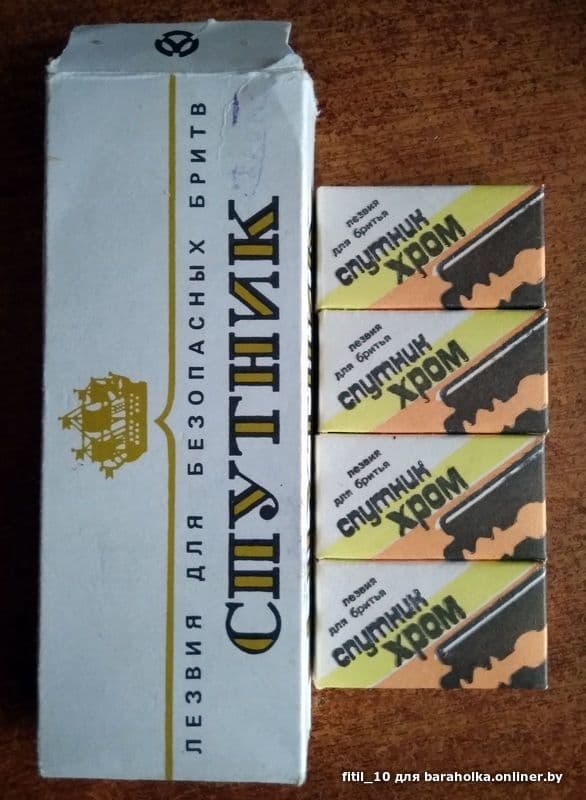 ЛЕЗВИЯ ДЛЯ БЕЗОПАСНЫХ БРИТВ
СПУТНИК
лезвия
для бритья
спутник
хром
лезвия
для бритья
спутник
хром
лезвия
для бритья
спутник
хром
лезвия
для бритья
спутник
хром
fitil_10 для baraholka.onliner.by